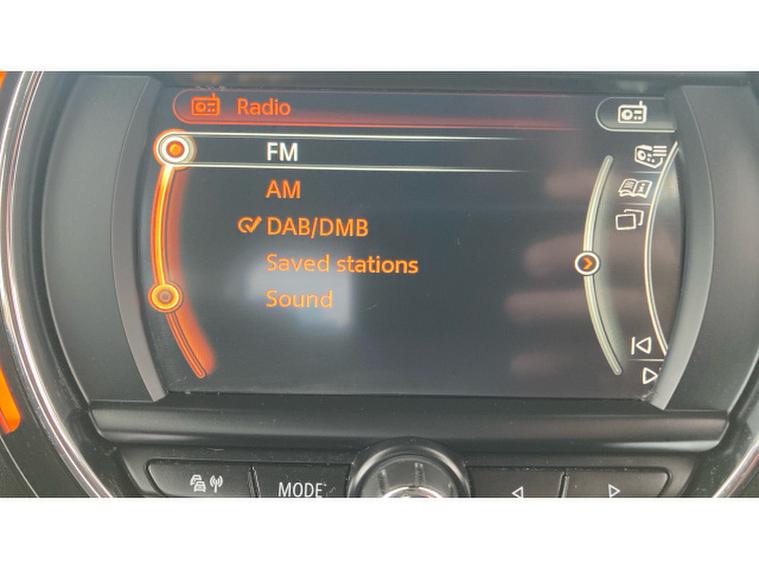 Radio
FM
AM
DAB/DMB
Saved stations
Sound
MODE